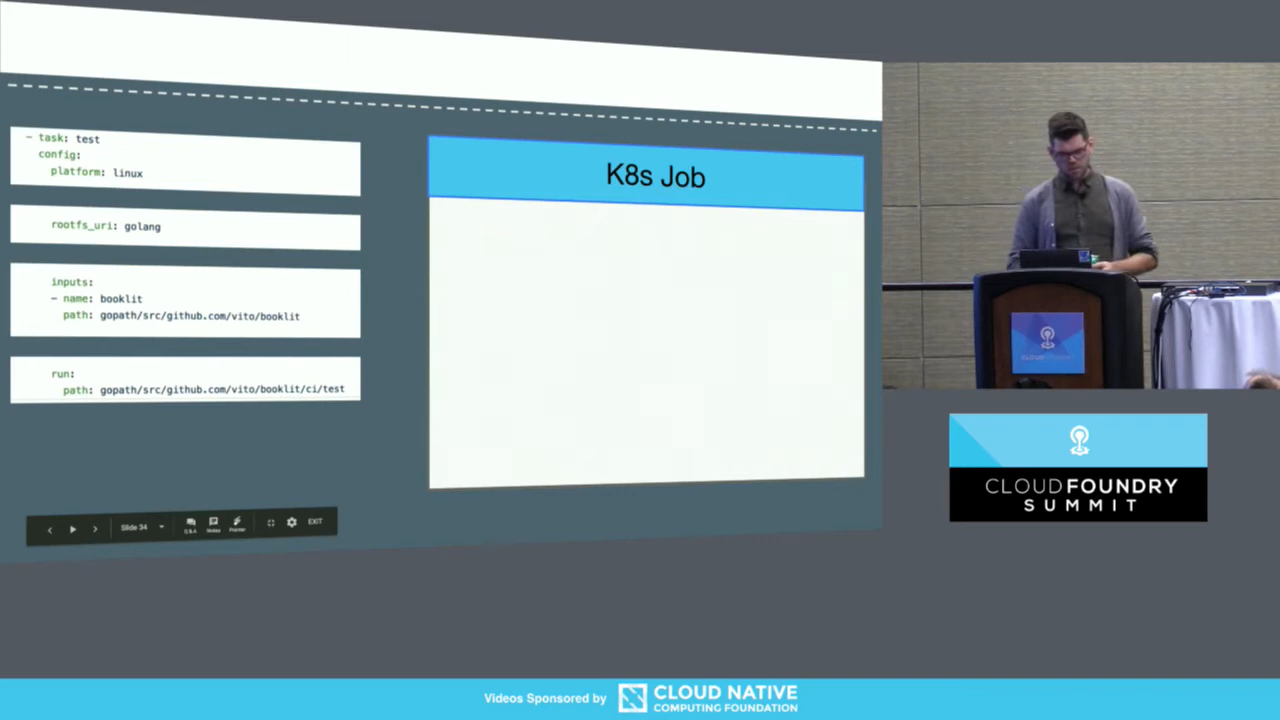 - task: test
config:
platform: linux
rootfs_uri: golang
inputs:
- name: booklit
path: gopath/src/github.com/vito/booklit
run:
path: gopath/src/github.com/vito/booklit/ci/test
K8s Job
Slide 34
Q&A
Notes
Pointer
EXIT
CLOUD FOUNDRY
SUMMIT
Videos Sponsored by
CLOUD NATIVE
COMPUTING FOUNDATION